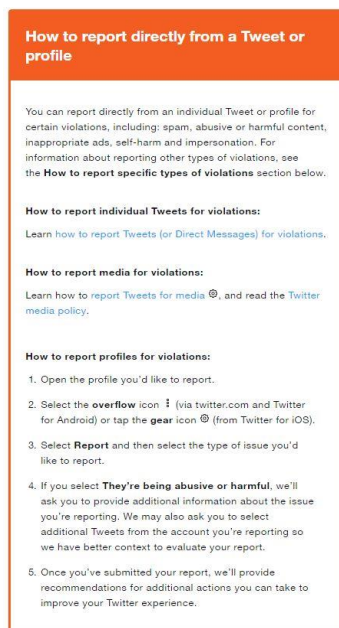 How to report directly from a Tweet or
profile
You can report directly from an individual Tweet or profile for
certain violations, including: spam, abusive or harmful content,
inappropriate ads, self-harm and impersonation. For
information about reporting other types of violations, see
the How to report specific types of violations section below.
How to report individual Tweets for violations:
Learn how to report Tweets (or Direct Messages) for violations.
How to report media for violations:
Learn how to report Tweets for media , and read the Twitter
media policy.
How to report profiles for violations:
1. Open the profile you'd like to report.
2. Select the overflow icon (via twitter.com and Twitter
for Android) or tap the gear icon (from Twitter for iOS).
3. Select Report and then select the type of issue you'd
like to report.
4. If you select They're being abusive or harmful, we'll
ask you to provide additional information about the issue
you're reporting. We may also ask you to select
additional Tweets from the account you're reporting so
we have better context to evaluate your report.
5. Once you've submitted your report, we'll provide
recommendations for additional actions you can take to
improve your Twitter experience.